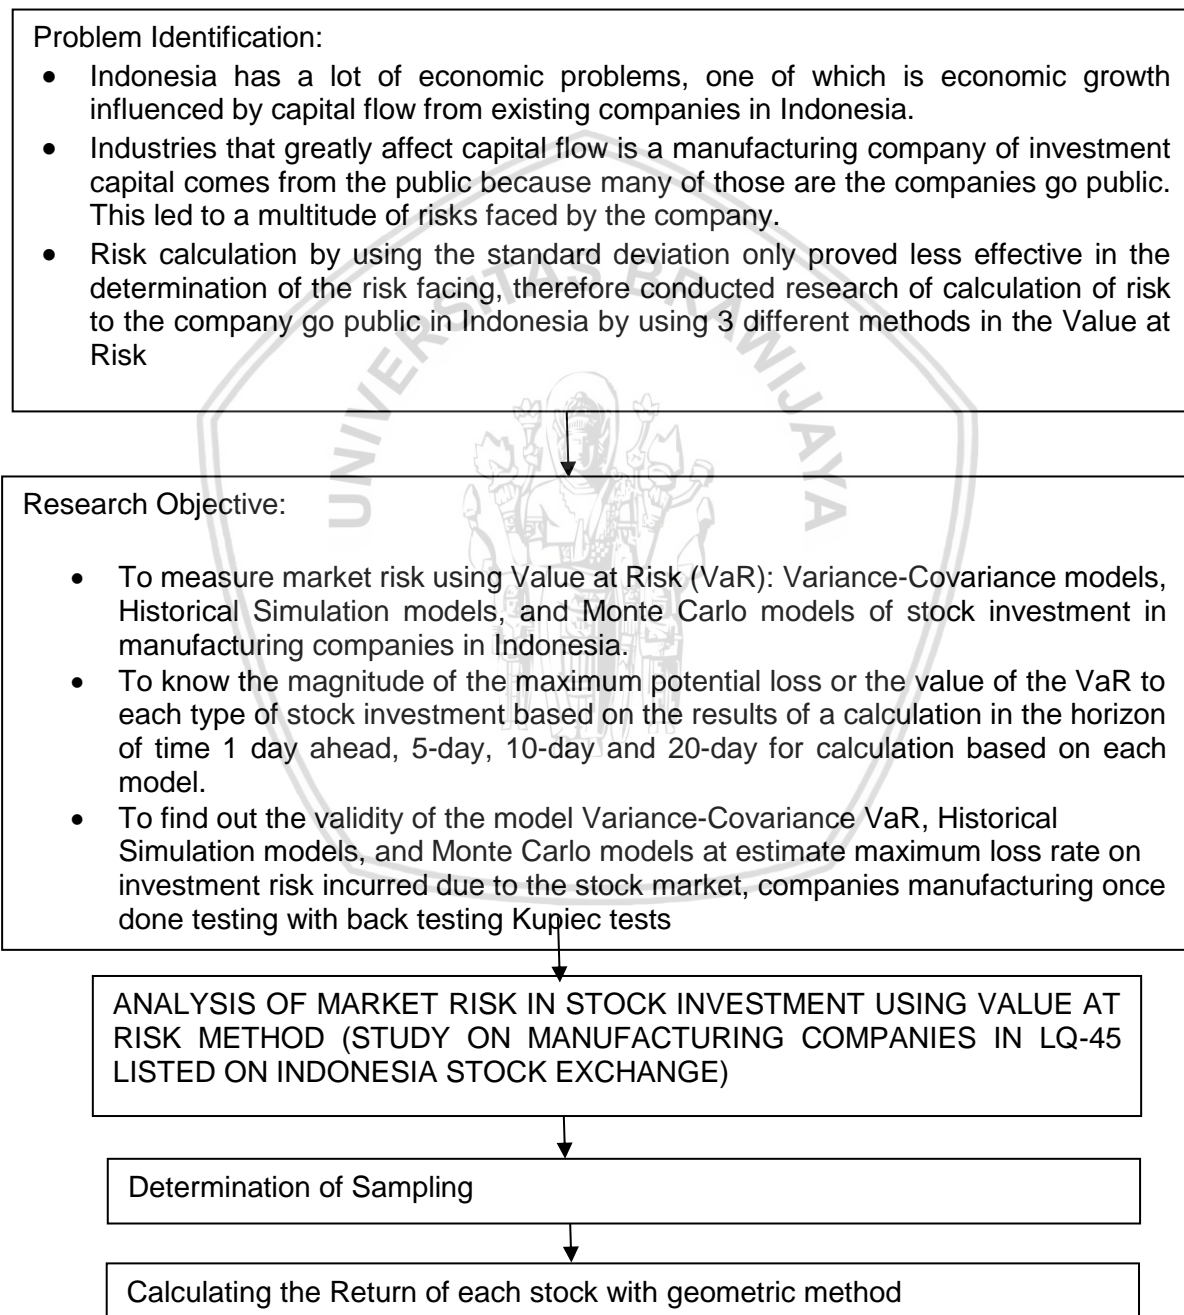 Problem Identification:
• Indonesia has a lot of economic problems, one of which is economic growth
influenced by capital flow from existing companies in Indonesia.
• Industries that greatly affect capital flow is a manufacturing company of investment
capital comes from the public because many of those are the companies go public.
This led to a multitude of risks faced by the company.
• Risk calculation by using the standard deviation only proved less effective in the
determination of the risk facing, therefore conducted research of calculation of risk
to the company go public in Indonesia by using 3 different methods in the Value at
Risk
UNIVERSITAS BRAWIJAYA
Research Objective:
• To measure market risk using Value at Risk (VaR): Variance-Covariance models,
Historical Simulation models, and Monte Carlo models of stock investment in
manufacturing companies in Indonesia.
• To know the magnitude of the maximum potential loss or the value of the VaR to
each type of stock investment based on the results of a calculation in the horizon
of time 1 day ahead, 5-day, 10-day and 20-day for calculation based on each
model.
• To find out the validity of the model Variance-Covariance VaR, Historical
Simulation models, and Monte Carlo models at estimate maximum loss rate on
investment risk incurred due to the stock market, companies manufacturing once
done testing with back testing Kupiec tests
ANALYSIS OF MARKET RISK IN STOCK INVESTMENT USING VALUE AT
RISK METHOD (STUDY ON MANUFACTURING COMPANIES IN LQ-45
LISTED ON INDONESIA STOCK EXCHANGE)
Determination of Sampling
Calculating the Return of each stock with geometric method